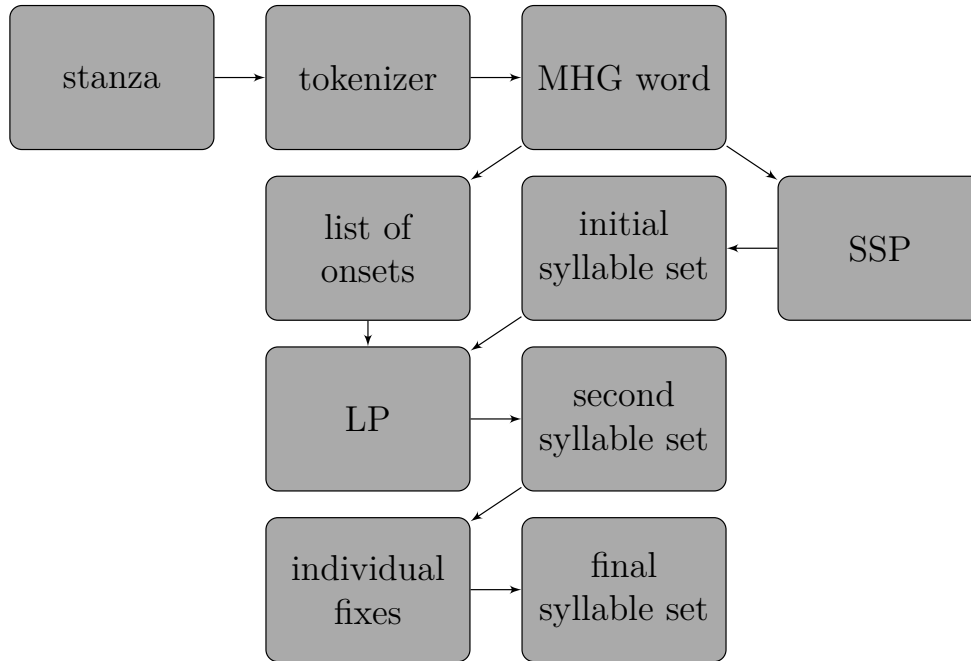 stanza
tokenizer
MHG word
list of
onsets
initial
syllable set
SSP
LP
second
syllable set
individual
fixes
final
syllable set